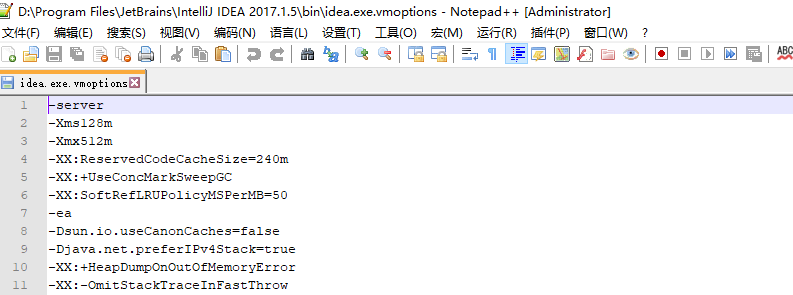 D:\Program Files\JetBrains\IntelliJ IDEA 2017.1.5\bin\idea.exe.vmoptions - Notepad++ [Administrator]
文件(F) 编辑(E) 搜索(S) 视图(V) 编码(N) 语言(L) 设置(T) 工具(O) 宏(M) 运行(R) 插件(P) 窗口(W) ?
ABC
idea.exe.vmoptions
1 -server
2 -Xms128m
3 -Xmx512m
4 -XX:ReservedCodeCacheSize=240m
5 -XX:+UseConcMarkSweepGC
6 -XX:SoftRefLRUPolicyMSPerMB=50
7 -ea
8 -Dsun.io.useCanonCaches=false
9 -Djava.net.preferIPv4Stack=true
10 -XX:+HeapDumpOnOutOfMemoryError
11 -XX:-OmitStackTraceInFastThrow